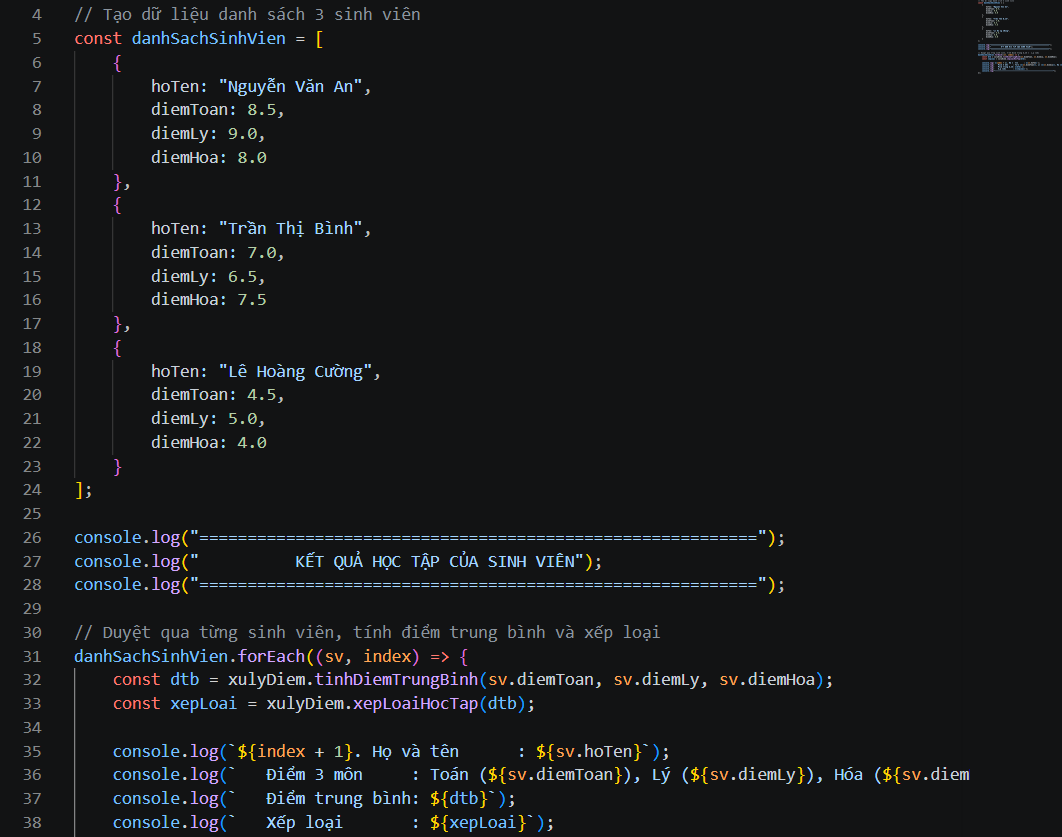 4 // Tạo dữ liệu danh sách 3 sinh viên
5 const danhSachSinhVien = [
6     {
7         hoTen: "Nguyễn Văn An",
8         diemToan: 8.5,
9         diemLy: 9.0,
10         diemHoa: 8.0
11     },
12     {
13         hoTen: "Trần Thị Bình",
14         diemToan: 7.0,
15         diemLy: 6.5,
16         diemHoa: 7.5
17     },
18     {
19         hoTen: "Lê Hoàng Cường",
20         diemToan: 4.5,
21         diemLy: 5.0,
22         diemHoa: 4.0
23     }
24 ];
25
26 console.log("==========================================================");
27 console.log("          KẾT QUẢ HỌC TẬP CỦA SINH VIÊN");
28 console.log("==========================================================");
29
30 // Duyệt qua từng sinh viên, tính điểm trung bình và xếp loại
31 danhSachSinhVien.forEach((sv, index) => {
32     const dtb = xulyDiem.tinhDiemTrungBinh(sv.diemToan, sv.diemLy, sv.diemHoa);
33     const xepLoai = xulyDiem.xepLoaiHocTap(dtb);
34
35     console.log(`${index + 1}. Họ và tên      : ${sv.hoTen}`);
36     console.log(`   Điểm 3 môn     : Toán (${sv.diemToan}), Lý (${sv.diemLy}), Hóa (${sv.diem
37     console.log(`   Điểm trung bình: ${dtb}`);
38     console.log(`   Xếp loại       : ${xepLoai}`);